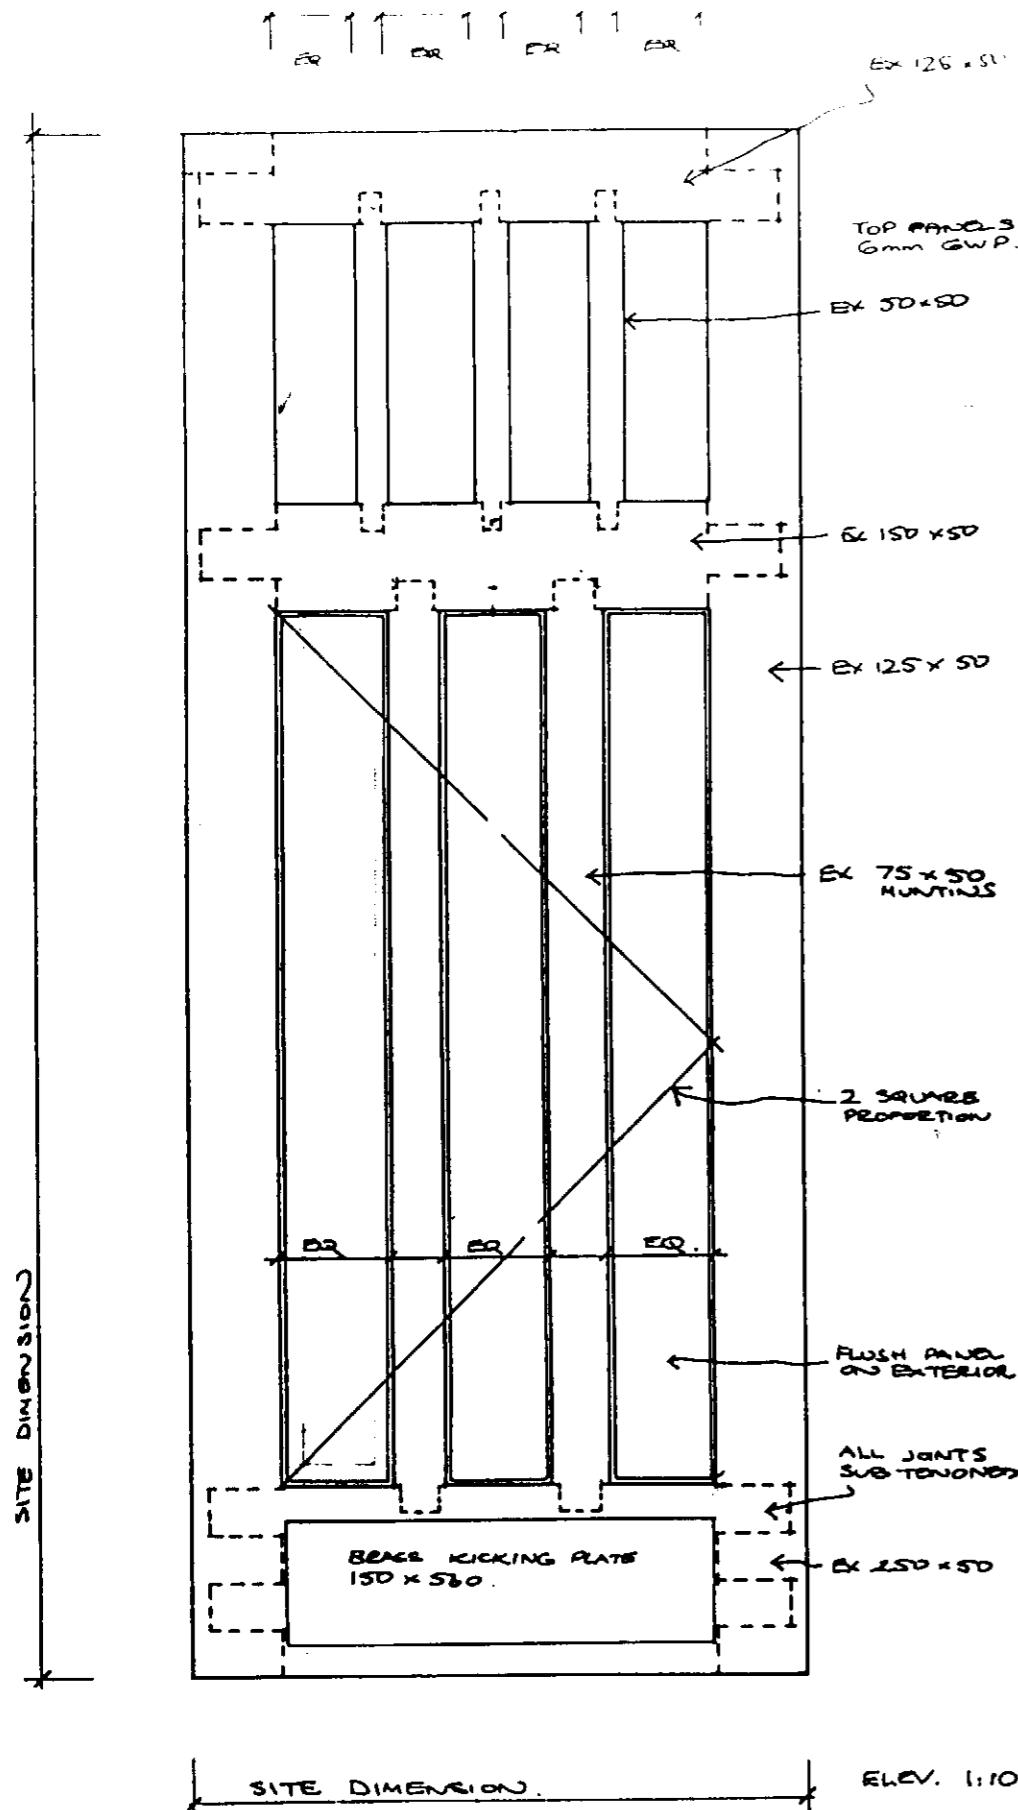 EQ EQ EQ EQ
EX 125 x 50
TOP PANELS
6mm GWP.
EX 50 x 50
EX 150 x 50
EX 125 x 50
EX 75 x 50
MUNTINS
2 SQUARE
PROPORTION
EQ EQ EQ
FLUSH PANEL
ON EXTERIOR
ALL JOINTS
SUB TENONED
BRASS KICKING PLATE
150 x 560.
EX 250 x 50
SITE DIMENSION
SITE DIMENSION.
ELEV. 1:10